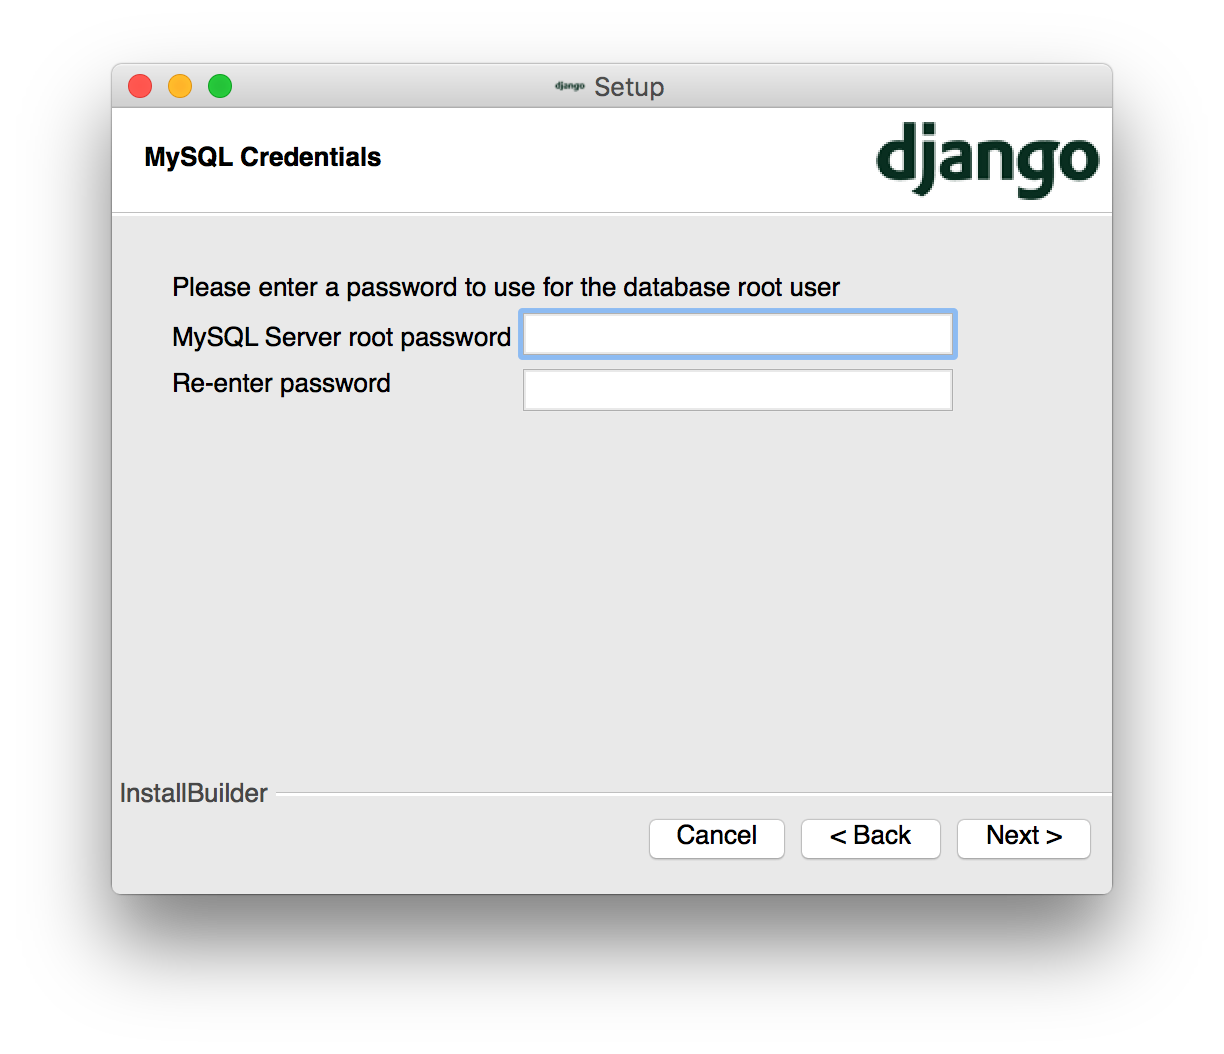 django Setup
MySQL Credentials
django
Please enter a password to use for the database root user
MySQL Server root password
Re-enter password
InstallBuilder
Cancel
< Back
Next >